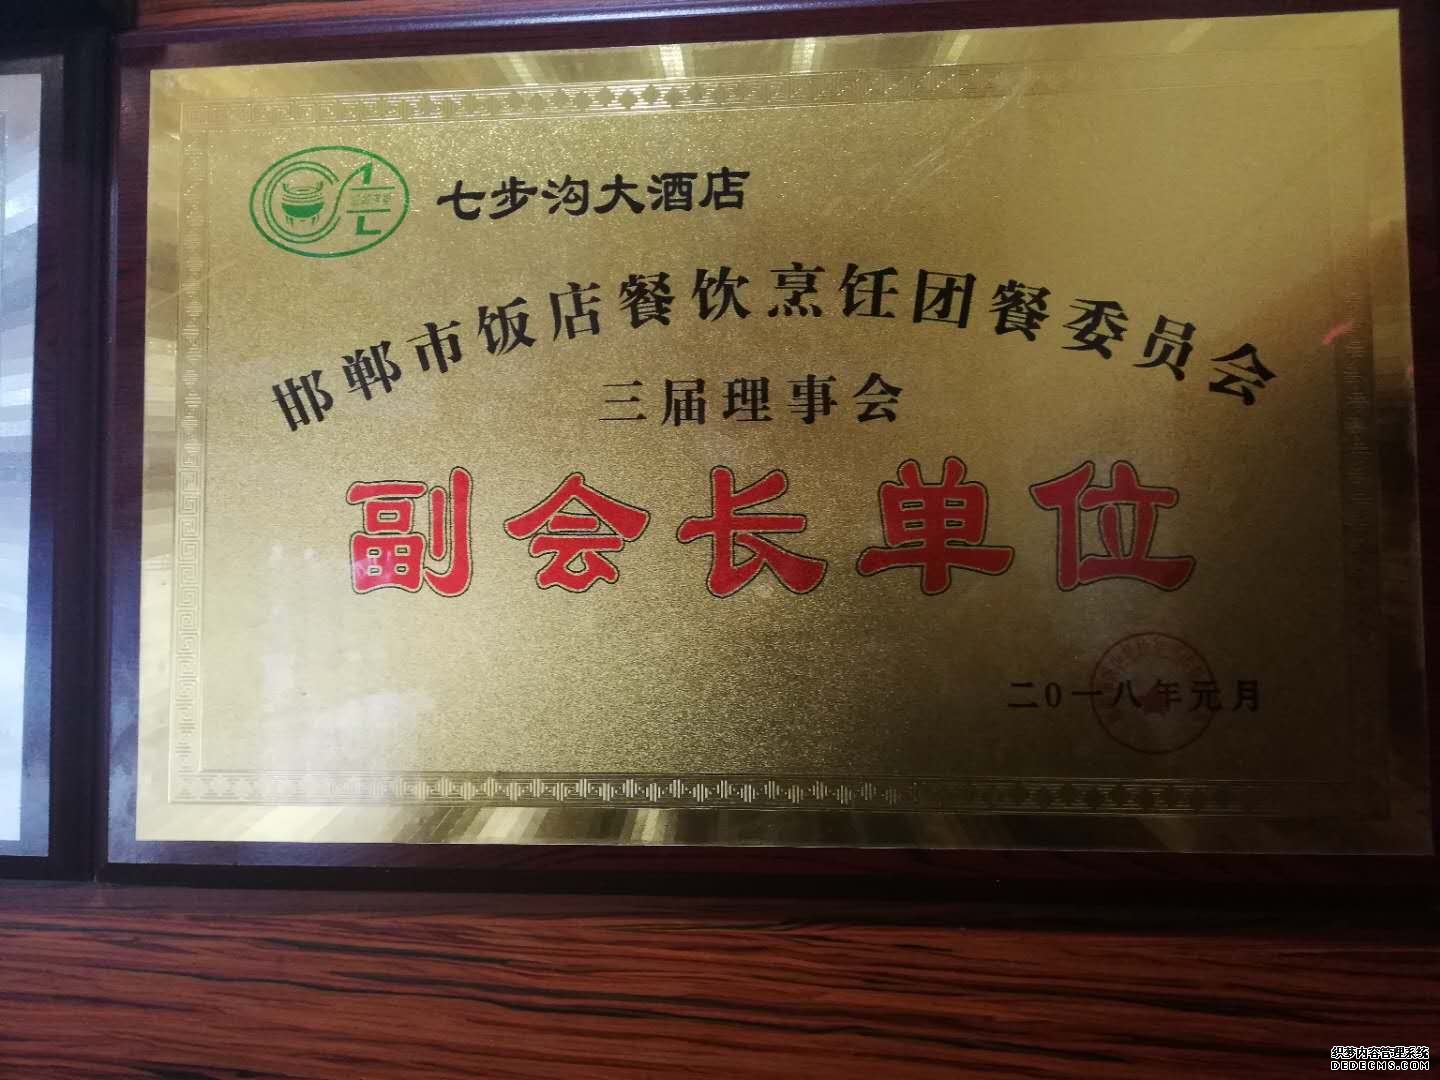 七步沟大酒店
邯郸市饭店餐饮烹饪团餐委员会
三届理事会
副会长单位
二0一八年元月
织梦内容管理系统
DEDECMS.COM